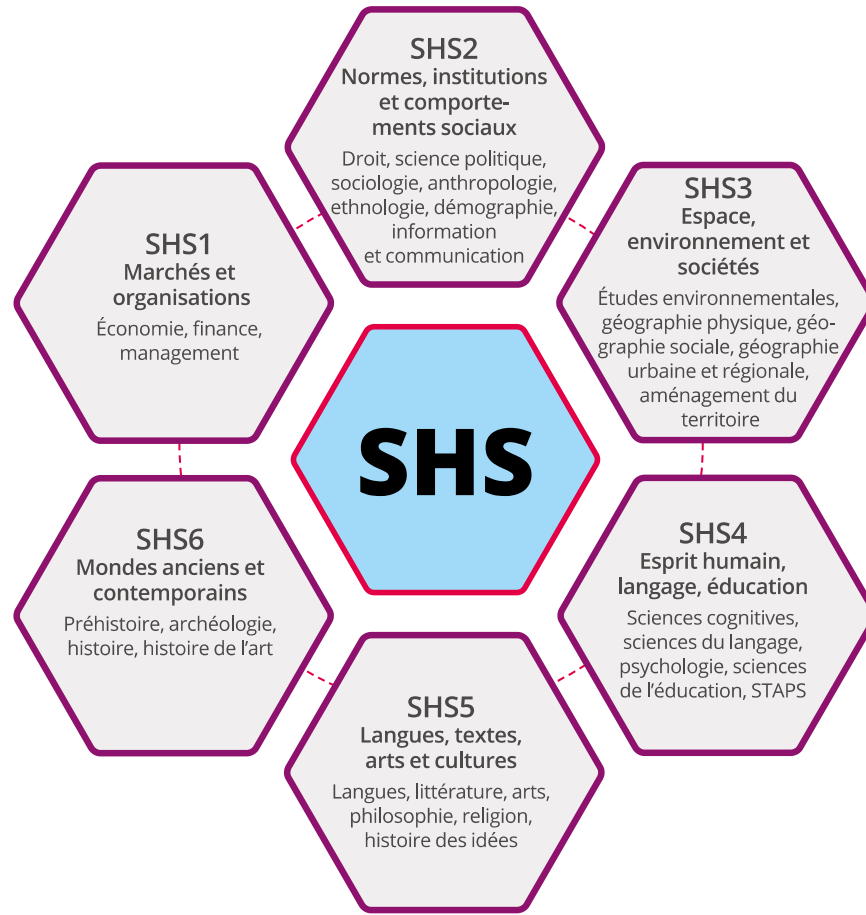 SHS2
Normes, institutions
et comporte-
ments sociaux
Droit, science politique,
sociologie, anthropologie,
ethnologie, démographie,
information
et communication
SHS3
Espace,
environnement et
sociétés
Études environnementales,
géographie physique, géo-
graphie sociale, géographie
urbaine et régionale,
aménagement du
territoire
SHS1
Marchés et
organisations
Économie, finance,
management
SHS
SHS4
Esprit humain,
langage, éducation
Sciences cognitives,
sciences du langage,
psychologie, sciences
de l’éducation, STAPS
SHS6
Mondes anciens et
contemporains
Préhistoire, archéologie,
histoire, histoire de l’art
SHS5
Langues, textes,
arts et cultures
Langues, littérature, arts,
philosophie, religion,
histoire des idées